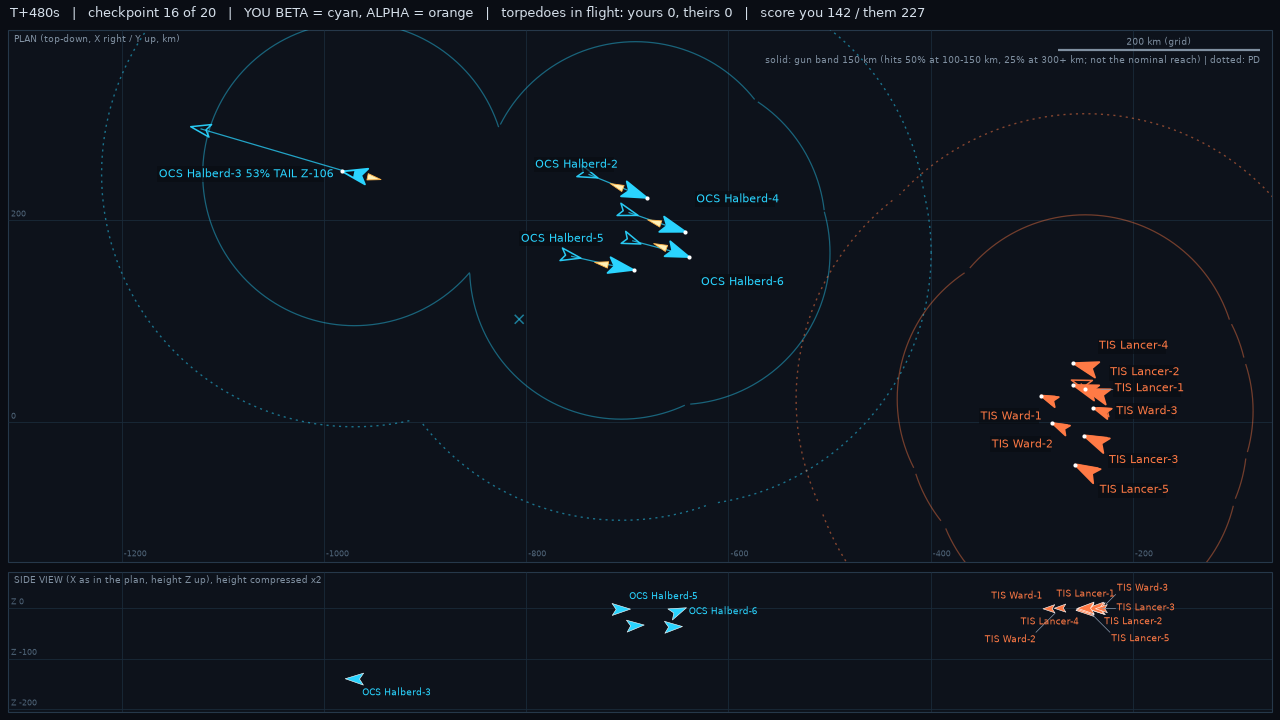 T+480s | checkpoint 16 of 20 | YOU BETA = cyan, ALPHA = orange | torpedoes in flight: yours 0, theirs 0 | score you 142 / them 227
PLAN (top-down, X right / Y up, km)
200 km (grid)
solid: gun band 150 km (hits 50% at 100-150 km, 25% at 300+ km; not the nominal reach) | dotted: PD
OCS Halberd-2
OCS Halberd-3 53% TAIL Z-106
OCS Halberd-4
200
OCS Halberd-5
OCS Halberd-6
TIS Lancer-4
TIS Lancer-2
TIS Lancer-1
TIS Ward-1
TIS Ward-3
0
TIS Ward-2
TIS Lancer-3
TIS Lancer-5
-1200
-1000
-800
-600
-400
-200
SIDE VIEW (X as in the plan, height Z up), height compressed x2
TIS Ward-3
TIS Ward-1
TIS Lancer-1
OCS Halberd-5
Z 0
TIS Lancer-3
OCS Halberd-6
TIS Lancer-4
TIS Lancer-2
TIS Ward-2
TIS Lancer-5
Z -100
OCS Halberd-3
Z -200